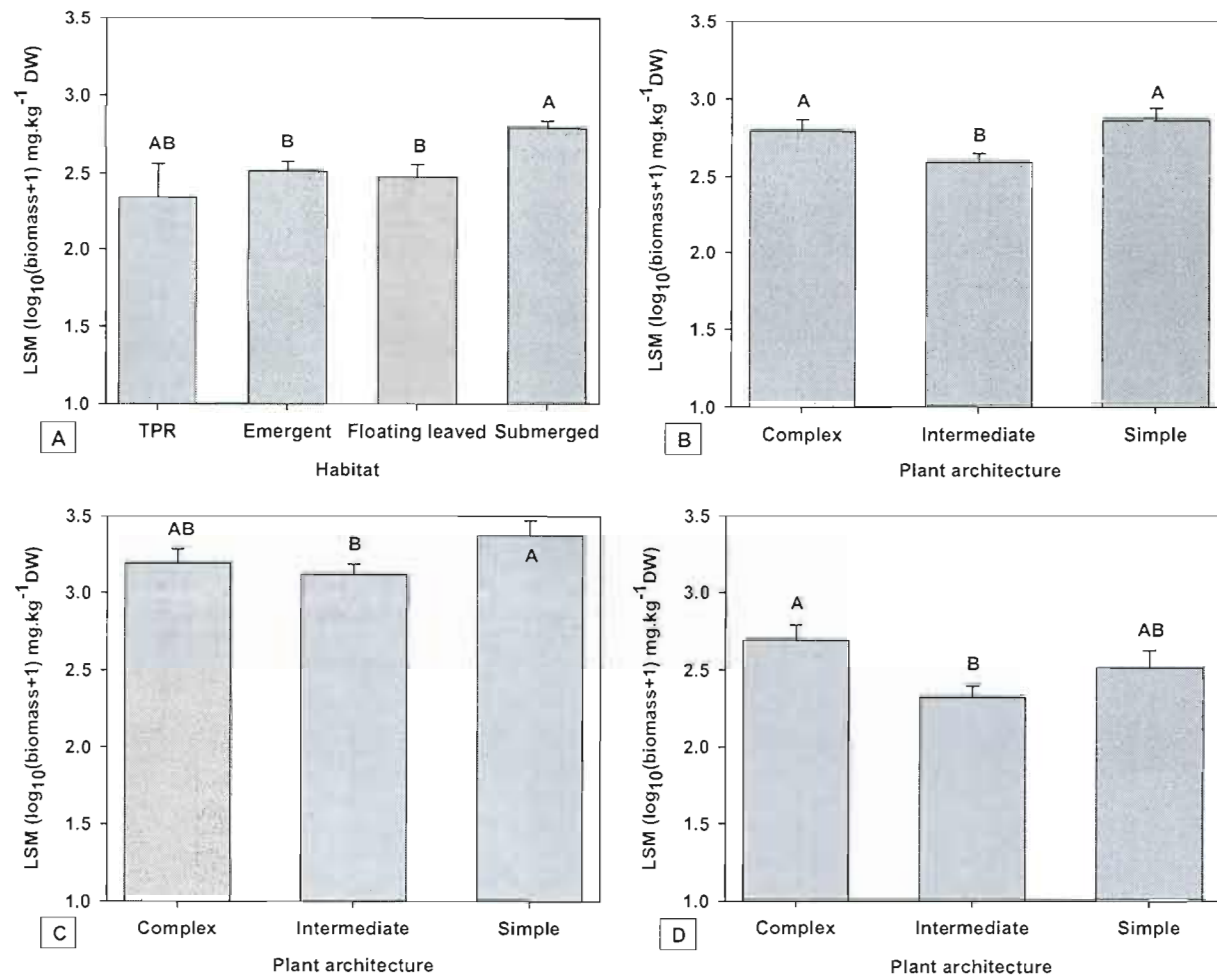 3.5
3.0
2.5
2.0
1.5
1.0
LSM (log10(biomass+1) mg.kg-1 DW)
AB
B
B
A
TPR
Emergent
Floating leaved
Submerged
Habitat
A
3.5
3.0
2.5
2.0
1.5
1.0
LSM (log10(biomass+1) mg.kg-1 DW)
A
B
A
Complex
Intermediate
Simple
Plant architecture
B
3.5
3.0
2.5
2.0
1.5
1.0
LSM (log10(biomass+1) mg.kg-1DW)
AB
B
A
Complex
Intermediate
Simple
Plant architecture
C
3.5
3.0
2.5
2.0
1.5
1.0
LSM (log10(biomass+1) mg.kg-1DW)
A
B
AB
Complex
Intermediate
Simple
Plant architecture
D